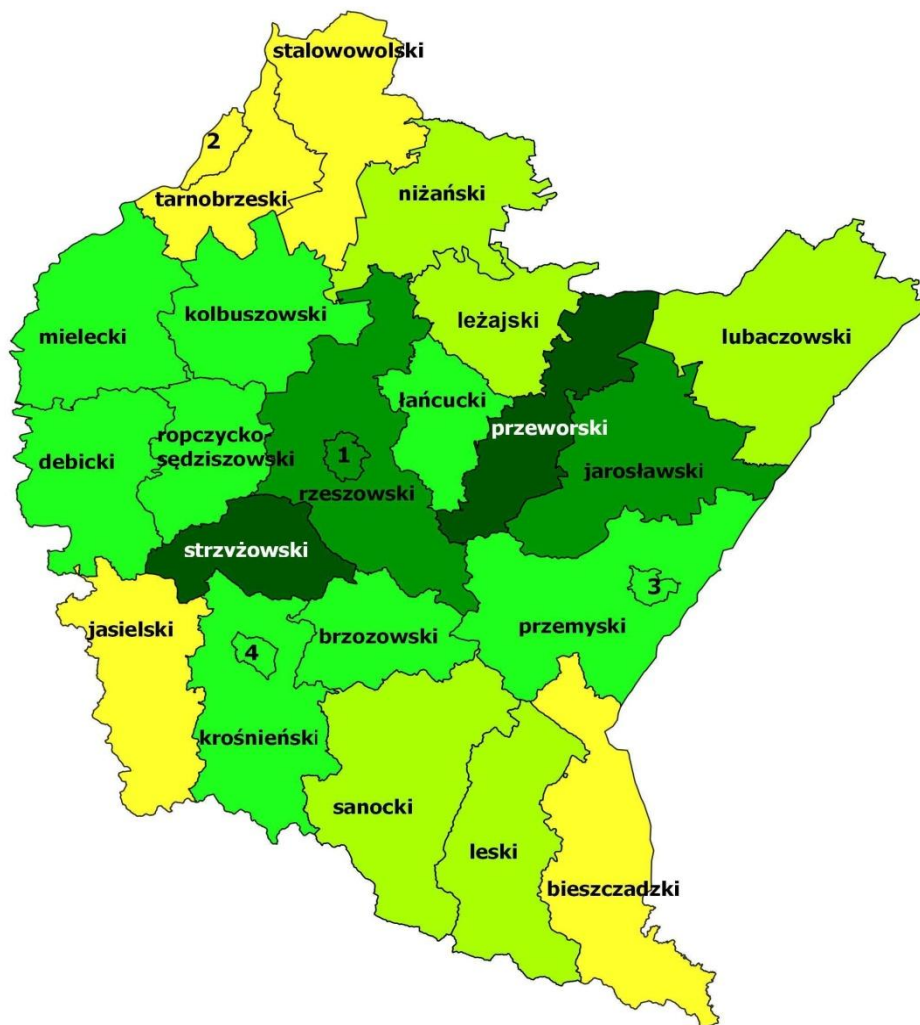 stalowowolski
2
tarnobrzeski
niżański
kolbuszowski
leżajski
mielecki
lubaczowski
łańcucki
przeworski
ropczycko-
sędziszowski
debicki
1
jarosławski
rzeszowski
strzyżowski
3
jasielski
brzozowski
przemyski
4
krośnieński
sanocki
leski
bieszczadzki